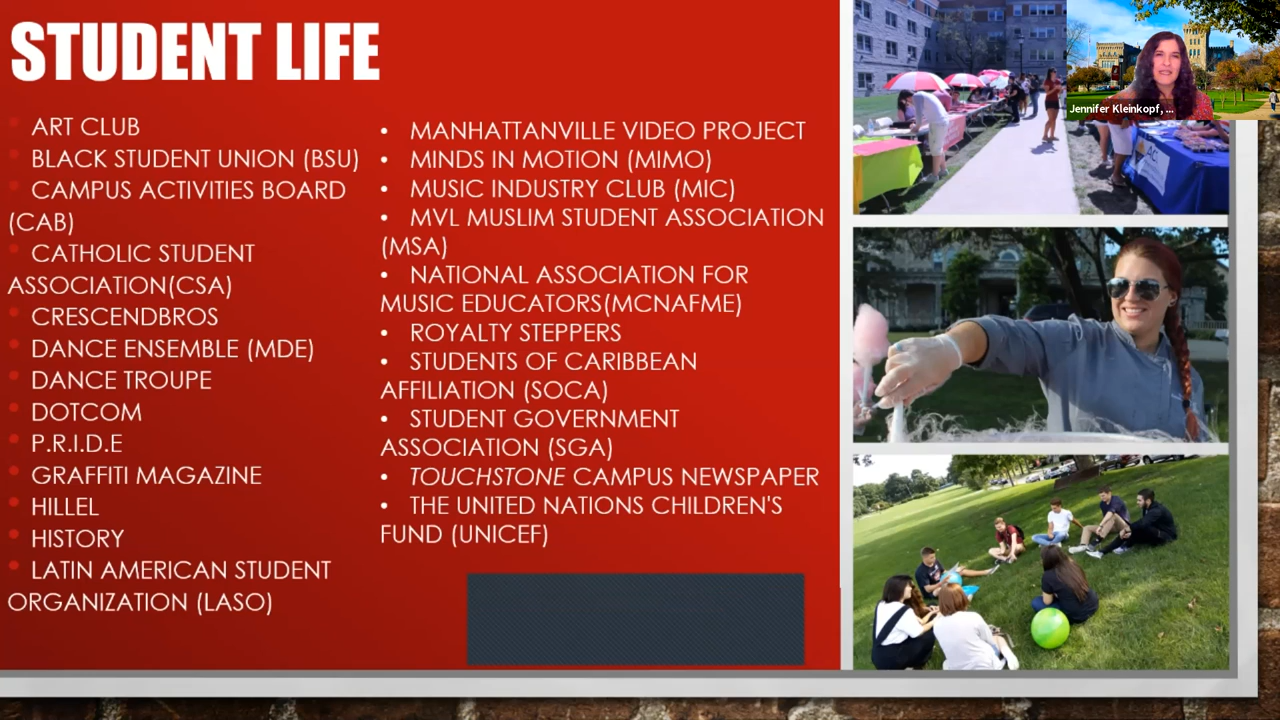 STUDENT LIFE
ART CLUB
BLACK STUDENT UNION (BSU)
CAMPUS ACTIVITIES BOARD
(CAB)
CATHOLIC STUDENT
ASSOCIATION(CSA)
CRESCENDBROS
DANCE ENSEMBLE (MDE)
DANCE TROUPE
DOTCOM
P.R.I.D.E
GRAFFITI MAGAZINE
HILLEL
HISTORY
LATIN AMERICAN STUDENT
ORGANIZATION (LASO)
• MANHATTANVILLE VIDEO PROJECT
• MINDS IN MOTION (MIMO)
• MUSIC INDUSTRY CLUB (MIC)
• MVL MUSLIM STUDENT ASSOCIATION
(MSA)
• NATIONAL ASSOCIATION FOR
MUSIC EDUCATORS(MCNAFME)
• ROYALTY STEPPERS
• STUDENTS OF CARIBBEAN
AFFILIATION (SOCA)
• STUDENT GOVERNMENT
ASSOCIATION (SGA)
• TOUCHSTONE CAMPUS NEWSPAPER
• THE UNITED NATIONS CHILDREN'S
FUND (UNICEF)
Jennifer Kleinkopf, ...